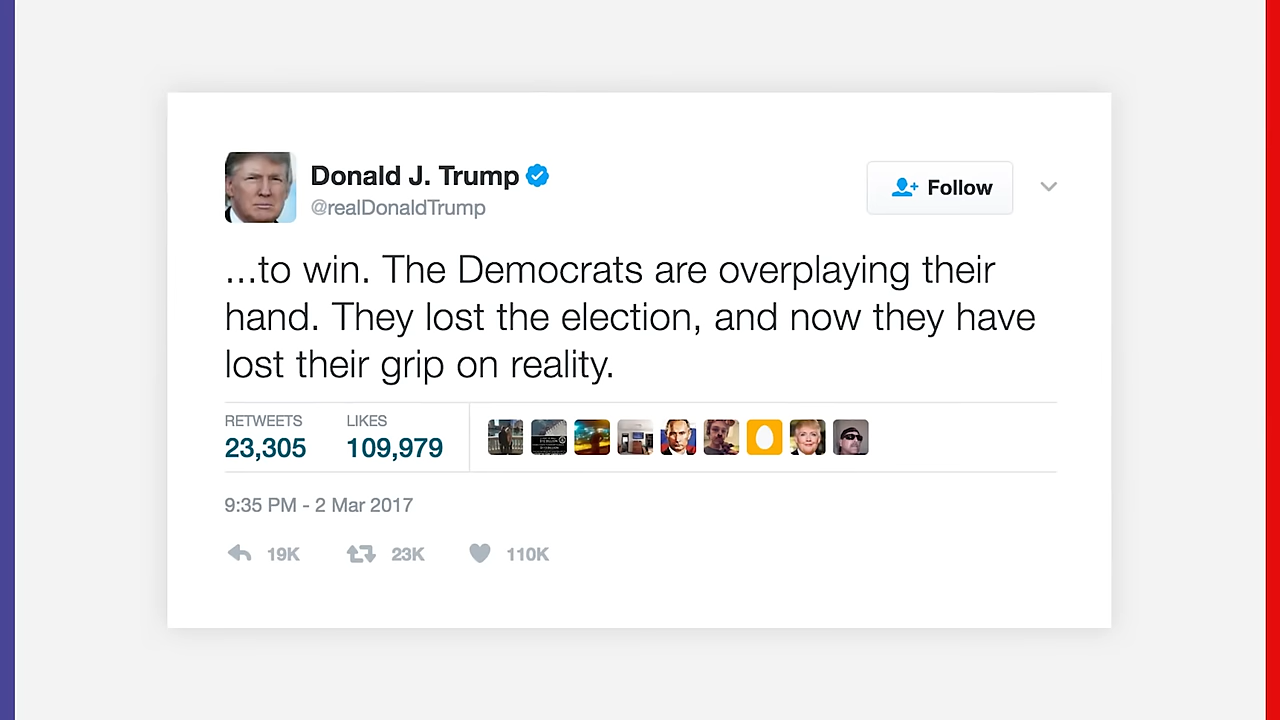 Donald J. Trump
@realDonaldTrump
Follow
...to win. The Democrats are overplaying their
hand. They lost the election, and now they have
lost their grip on reality.
RETWEETS LIKES
23,305 109,979
9:35 PM - 2 Mar 2017
19K 23K 110K